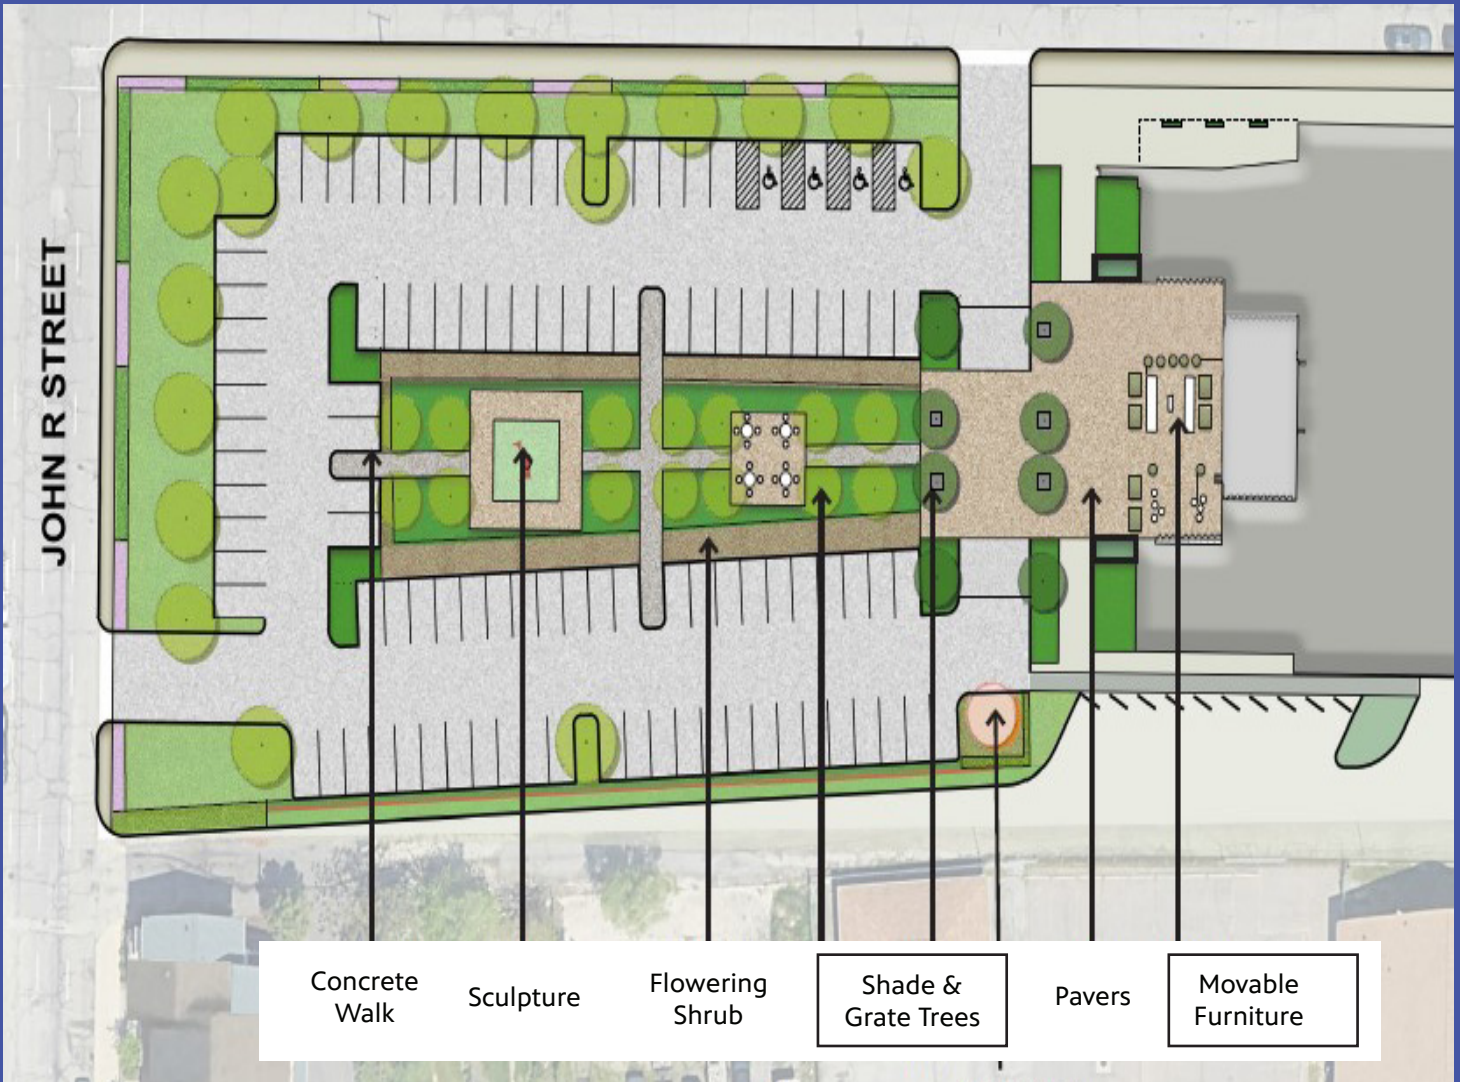 JOHN R STREET
Concrete
Walk
Sculpture
Flowering
Shrub
Shade &
Grate Trees
Pavers
Movable
Furniture